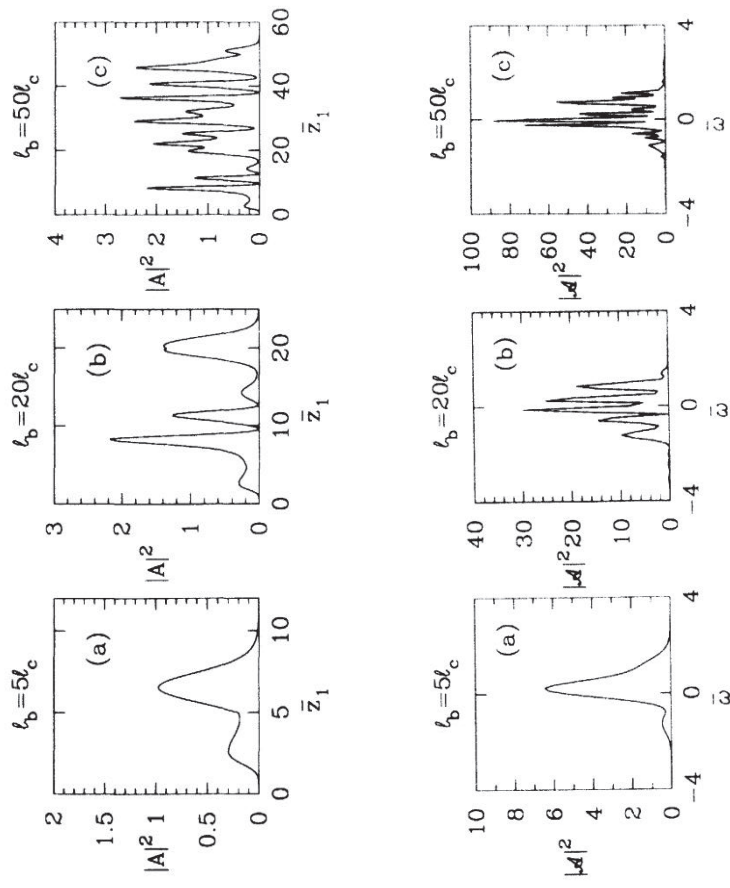 ℓ_b=5ℓ_c
|A|²
2
1.5
1
0.5
0
(a)
0 5 10
z̄₁
ℓ_b=20ℓ_c
|A|²
3
2
1
0
(b)
0 10 20
z̄₁
ℓ_b=50ℓ_c
|A|²
4
3
2
1
0
(c)
0 20 40 60
z̄₁
ℓ_b=5ℓ_c
|𝒜|²
10
8
6
4
2
0
(a)
−4 0 4
ω̄
ℓ_b=20ℓ_c
|𝒜|²
40
30
20
10
0
(b)
−4 0 4
ω̄
ℓ_b=50ℓ_c
|𝒜|²
100
80
60
40
20
0
(c)
−4 0 4
ω̄